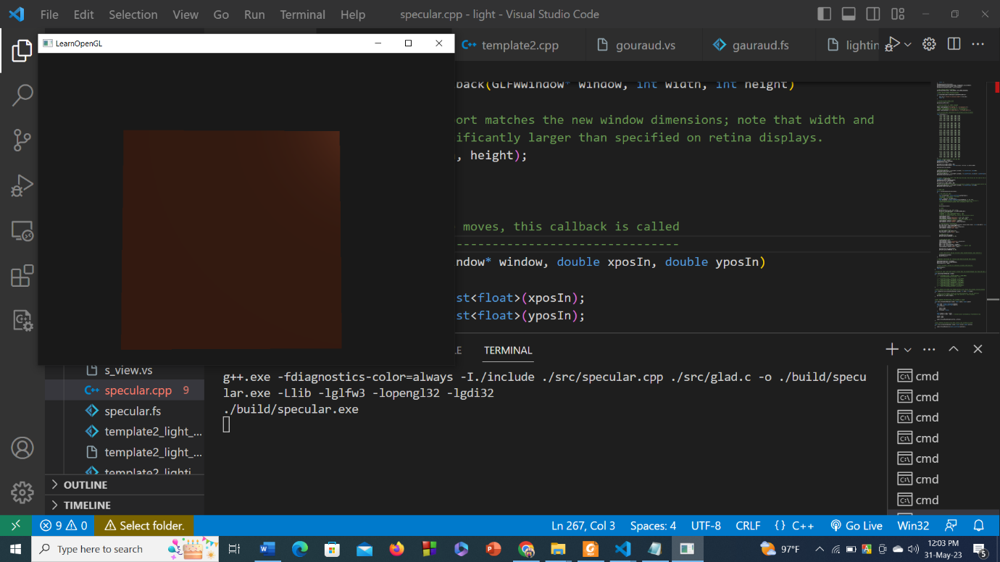 File Edit Selection View Go Run Terminal Help specular.cpp - light - Visual Studio Code
LearnOpenGL
template2.cpp gouraud.vs gauraud.fs lightin
back(GLFWwindow* window, int width, int height)
ort matches the new window dimensions; note that width and
ificantly larger than specified on retina displays.
, height);
moves, this callback is called
-------------------------------
ndow* window, double xposIn, double yposIn)
st<float>(xposIn);
st<float>(yposIn);
LE TERMINAL
s_view.vs
specular.cpp 9
specular.fs
template2_light_...
template2_light_...
template2_lighti
OUTLINE
TIMELINE
g++.exe -fdiagnostics-color=always -I./include ./src/specular.cpp ./src/glad.c -o ./build/specu
lar.exe -Llib -lglfw3 -lopengl32 -lgdi32
./build/specular.exe
cmd
cmd
cmd
cmd
cmd
cmd
cmd
9 0 Select folder. Ln 267, Col 3 Spaces: 4 UTF-8 CRLF {} C++ Go Live Win32
Type here to search
97°F
12:03 PM
31-May-23
5